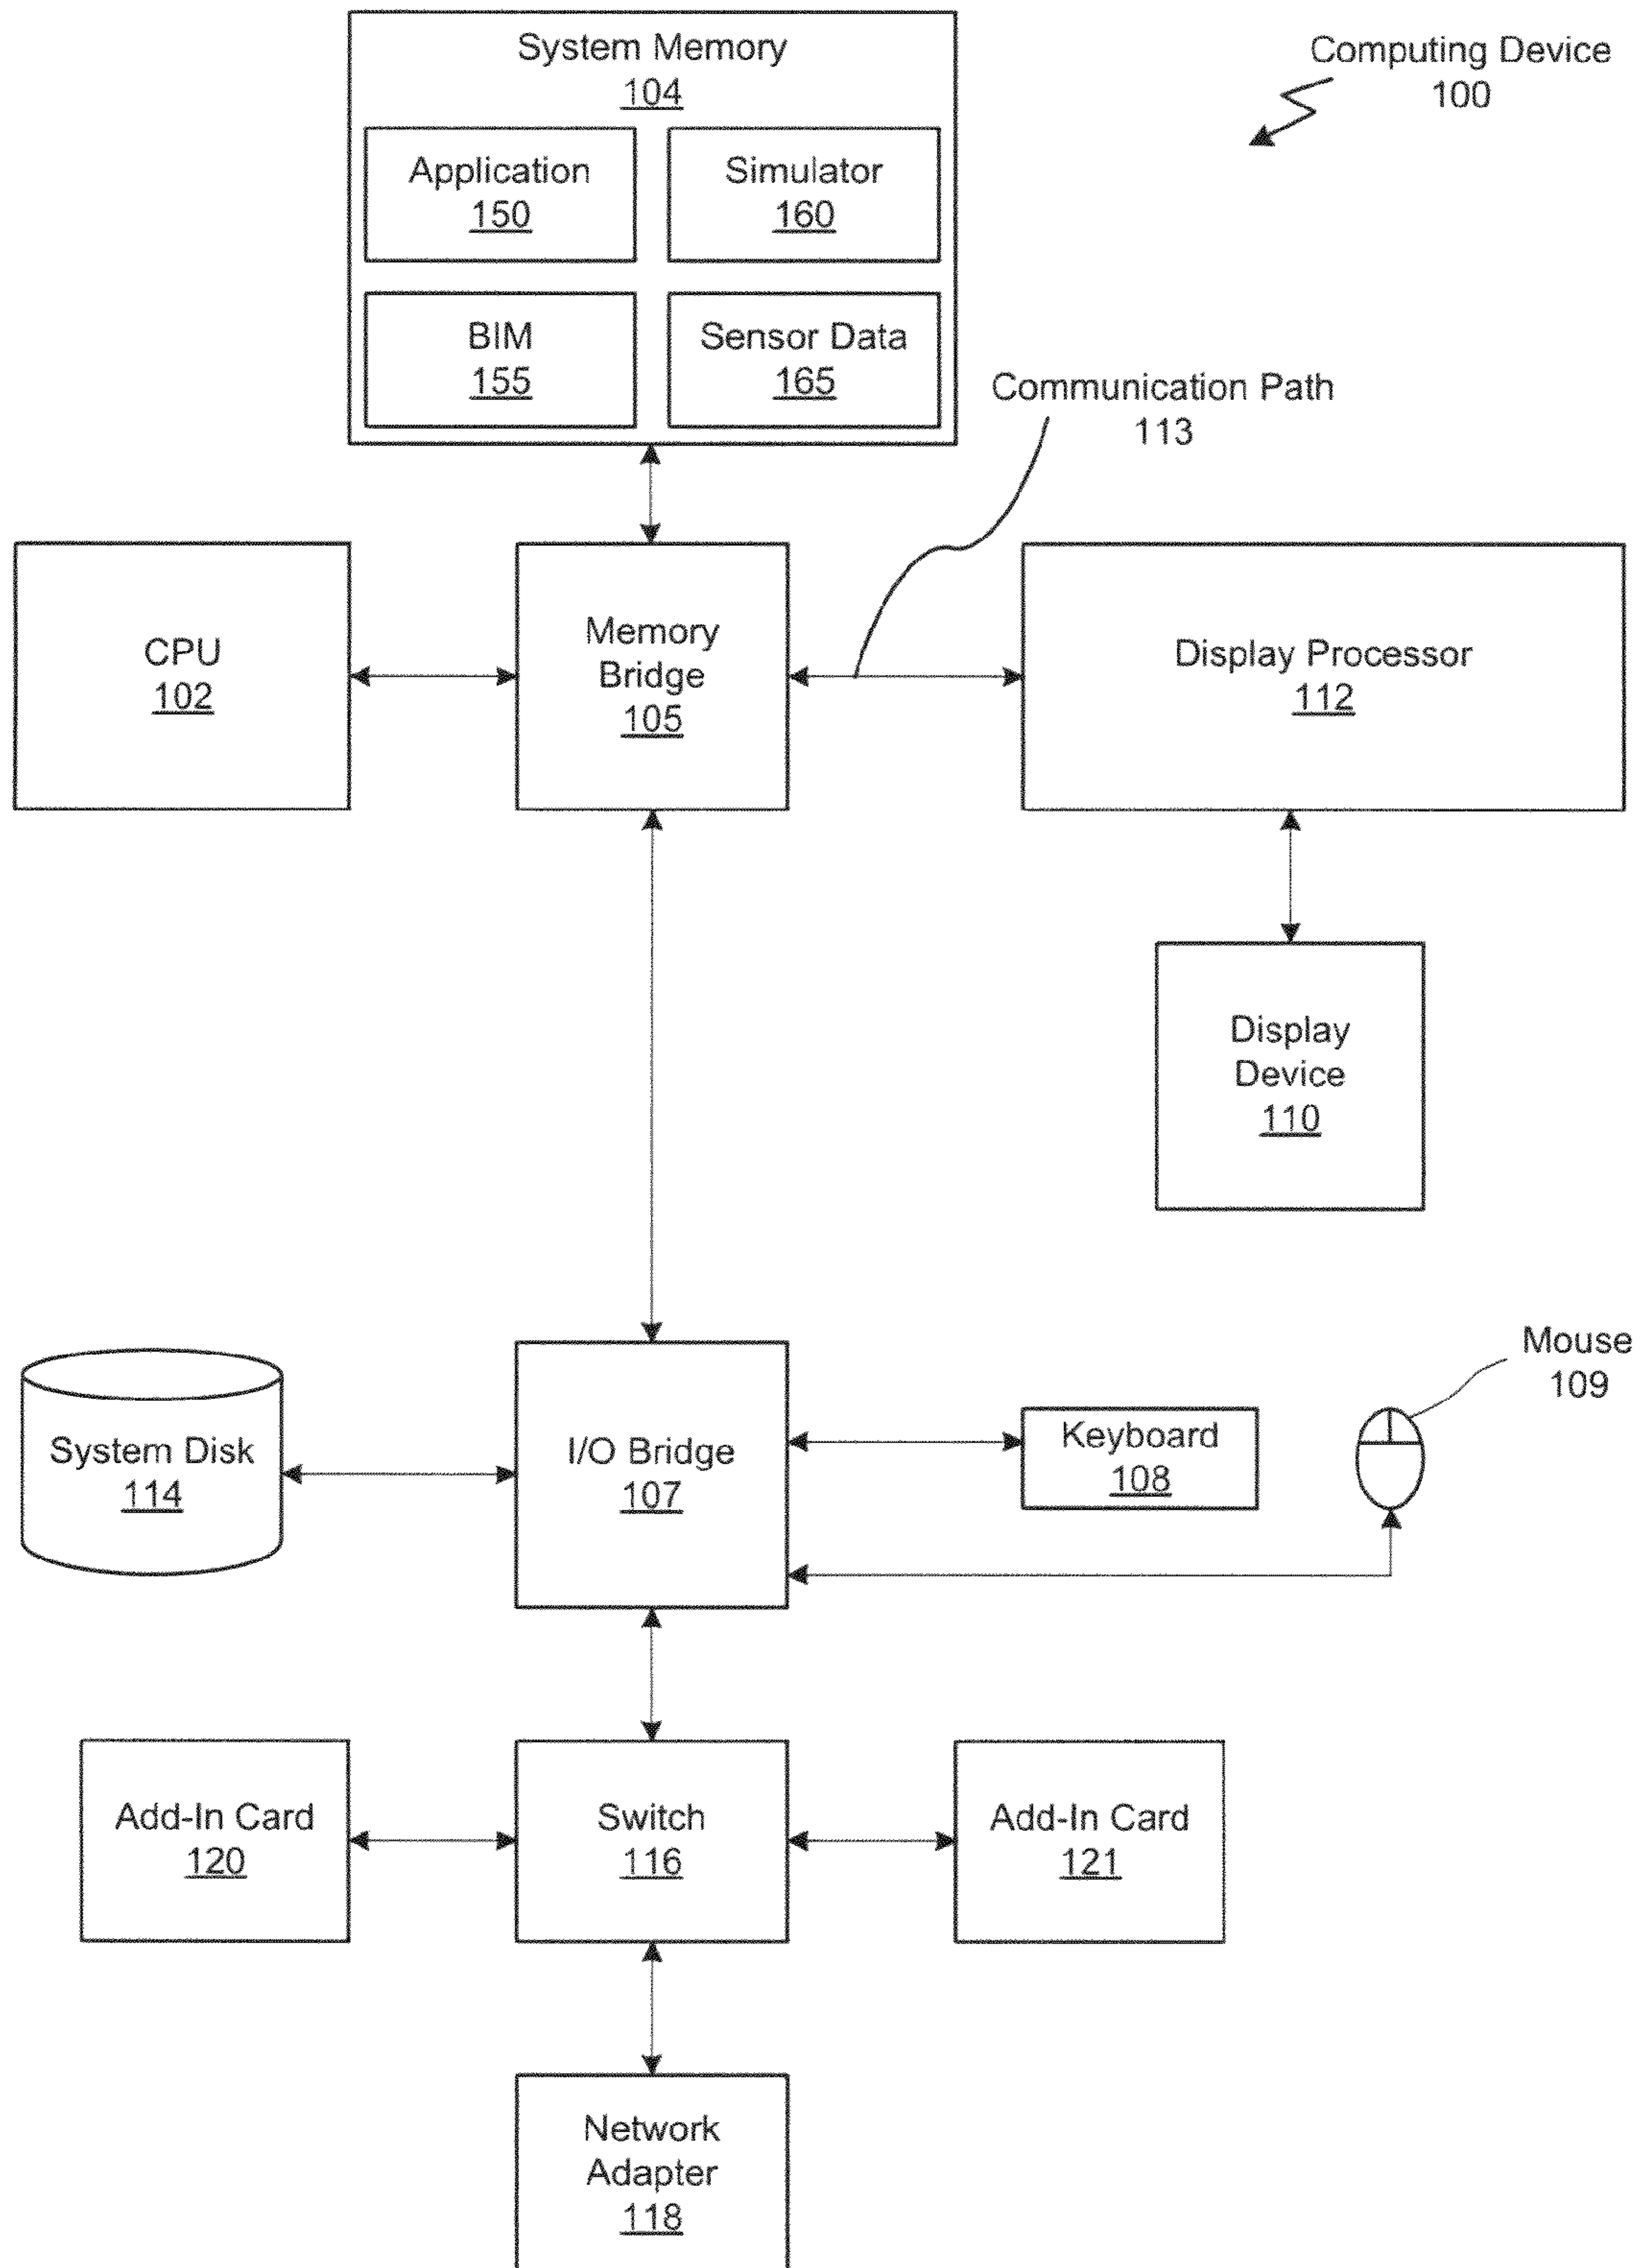 System Memory
104
Computing Device
100
Application
150
Simulator
160
BIM
155
Sensor Data
165
Communication Path
113
CPU
102
Memory
Bridge
105
Display Processor
112
Display
Device
110
Mouse
109
System Disk
114
I/O Bridge
107
Keyboard
108
Add-In Card
120
Switch
116
Add-In Card
121
Network
Adapter
118